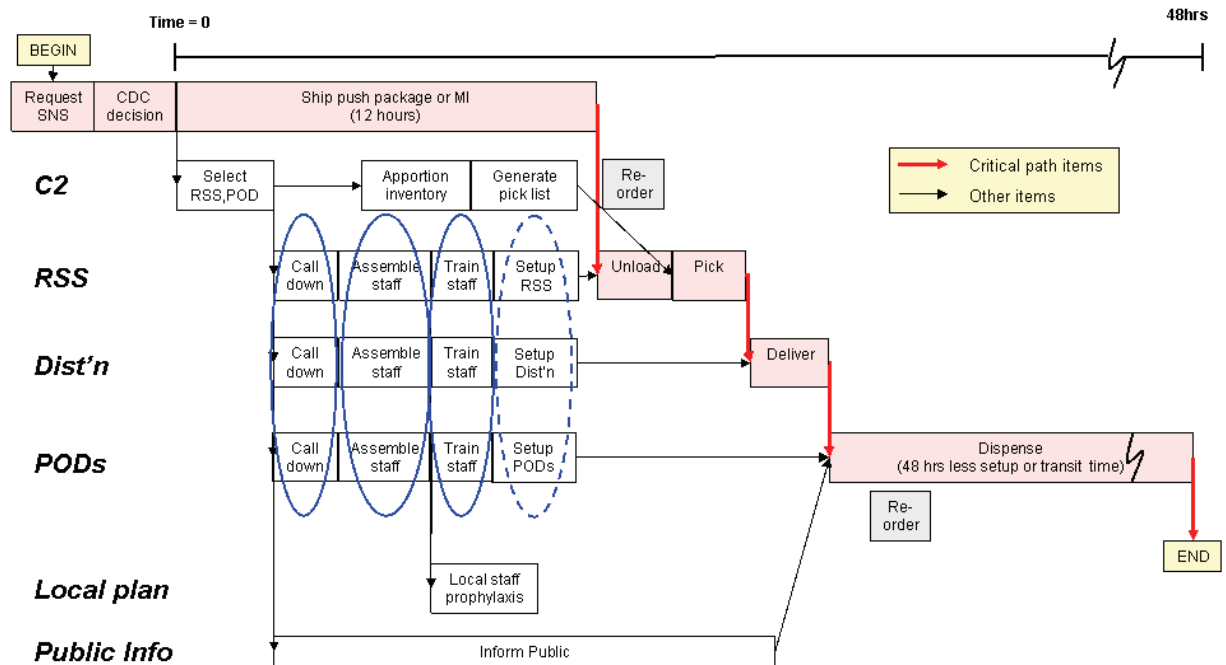 Time = 0
48hrs
BEGIN
Request
SNS
CDC
decision
Ship push package or MI
(12 hours)
C2
Select
RSS,POD
Apportion
inventory
Generate
pick list
Re-
order
Critical path items
Other items
RSS
Call
down
Assemble
staff
Train
staff
Setup
RSS
Unload
Pick
Dist'n
Call
down
Assemble
staff
Train
staff
Setup
Dist'n
Deliver
PODs
Call
down
Assemble
staff
Train
staff
Setup
PODs
Dispense
(48 hrs less setup or transit time)
Re-
order
END
Local plan
Local staff
prophylaxis
Public Info
Inform Public